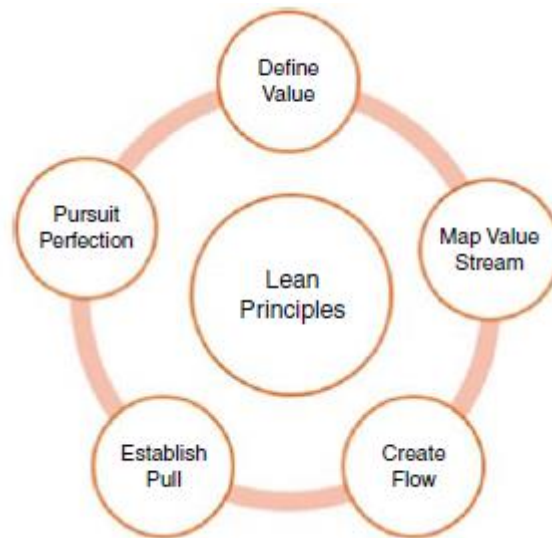 Define
Value
Map Value
Stream
Create
Flow
Establish
Pull
Pursuit
Perfection
Lean
Principles